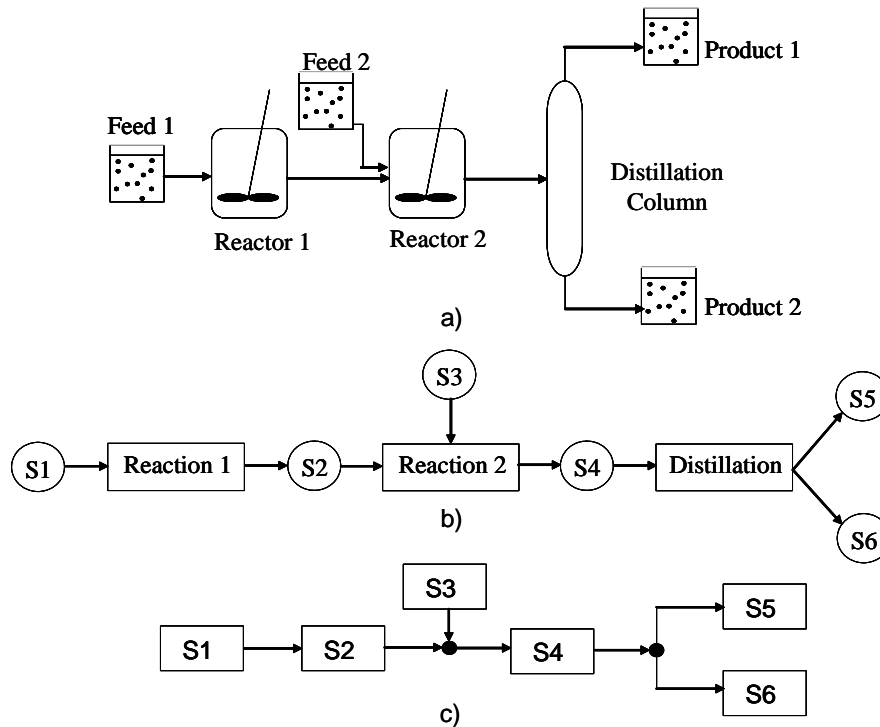 Product 1
Feed 2
Feed 1
Distillation
Column
Reactor 1
Reactor 2
Product 2
a)
S3
S5
S1
Reaction 1
S2
Reaction 2
S4
Distillation
b)
S6
S3
S5
S1
S2
S4
S6
c)